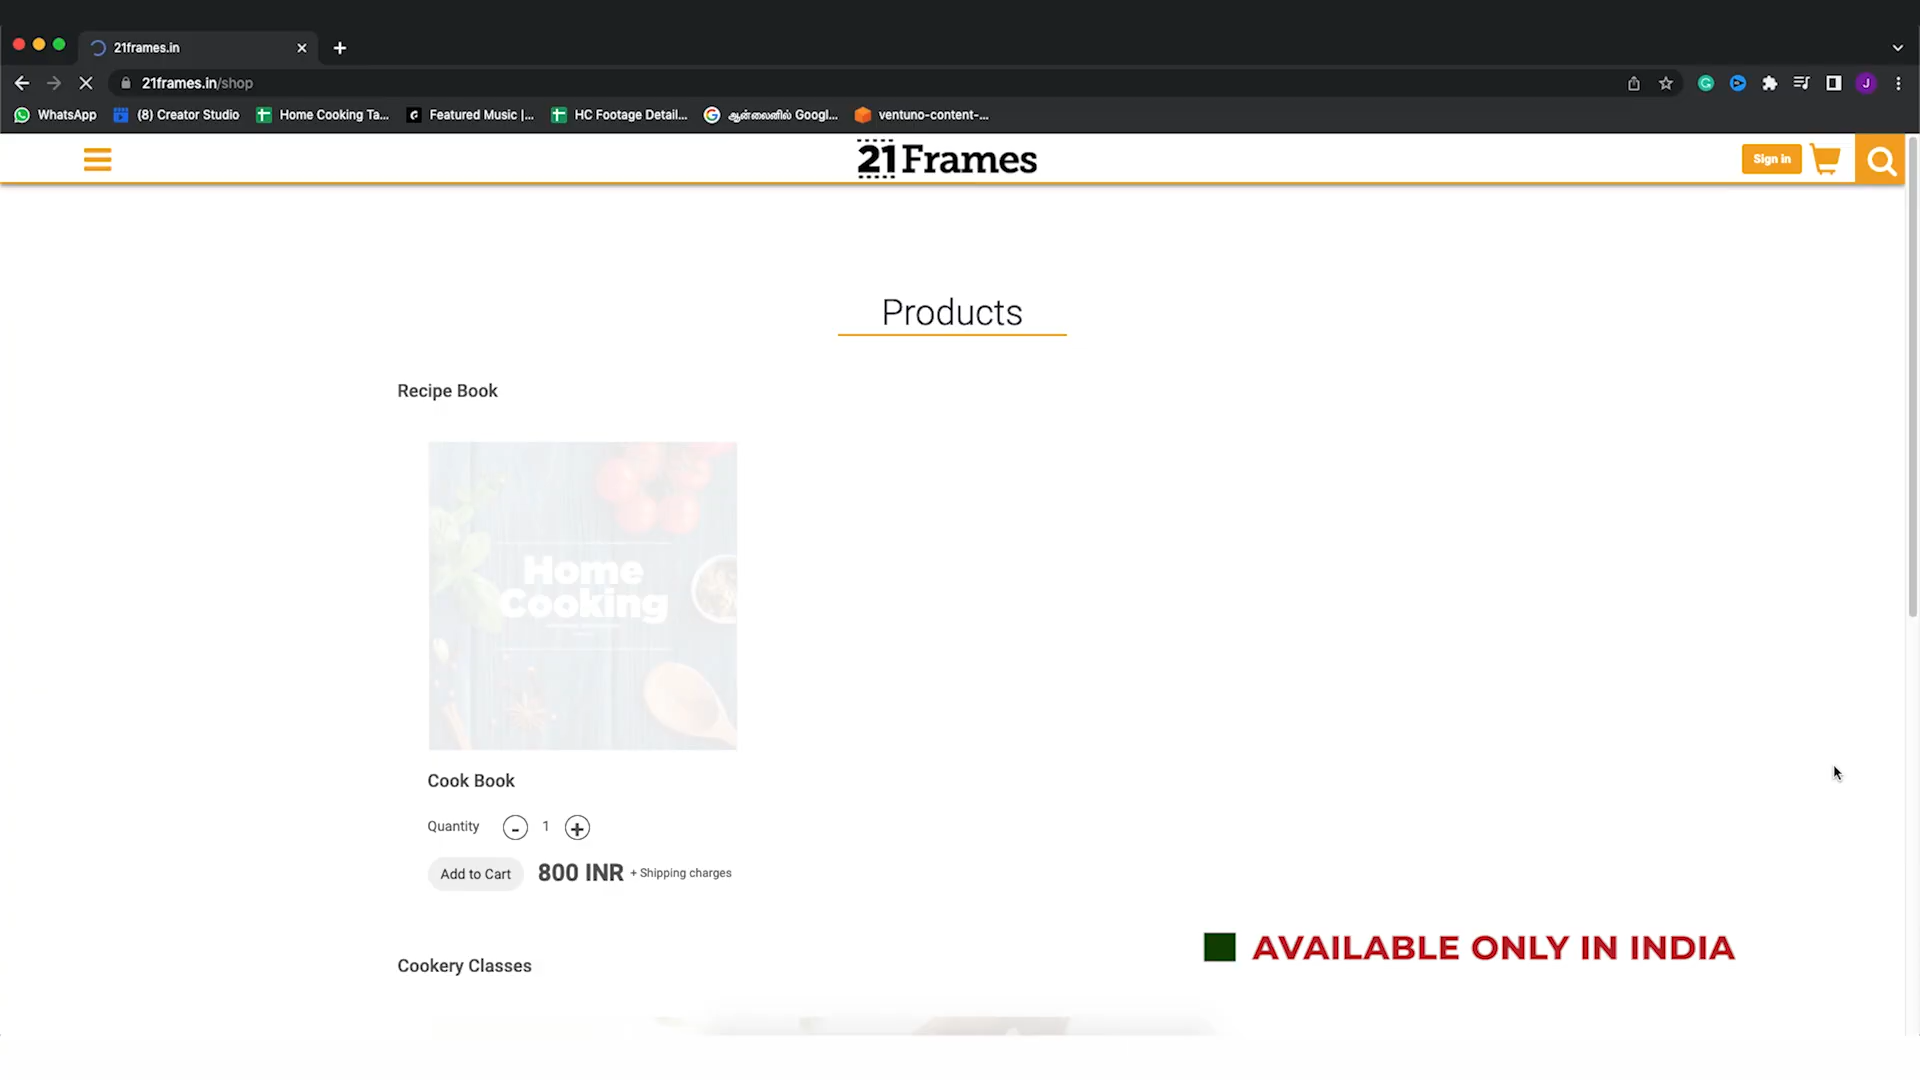 21frames.in
21frames.in/shop
WhatsApp
(8) Creator Studio
Home Cooking Ta...
Featured Music |...
HC Footage Detail...
ஆன்லைனில் Googl...
ventuno-content-...
J
21Frames
Sign in
Products
Recipe Book
Home
Cooking
Cook Book
Quantity - 1 +
Add to Cart 800 INR + Shipping charges
AVAILABLE ONLY IN INDIA
Cookery Classes